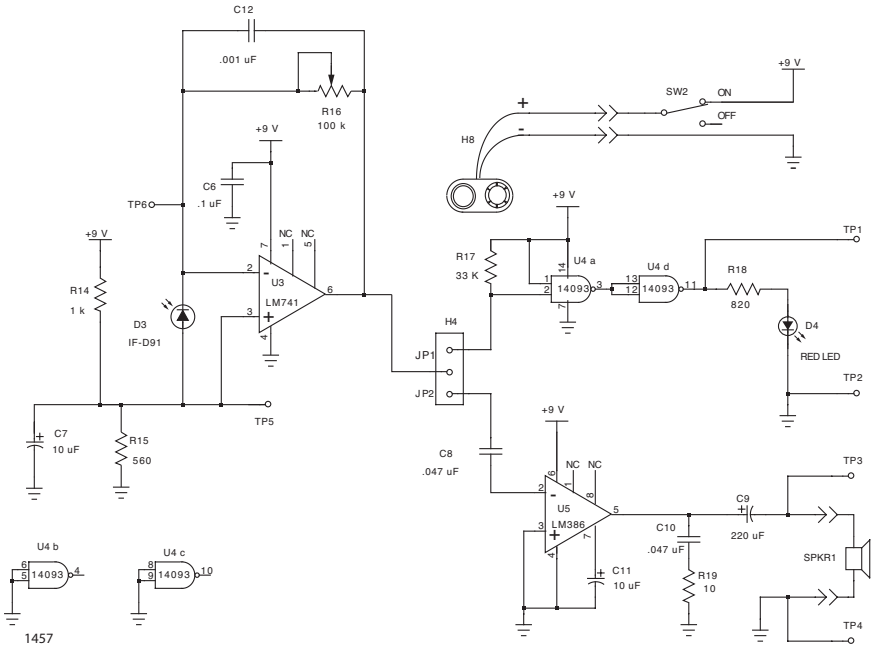 C12
.001 uF
R16
100 k
+9 V
C6
.1 uF
TP6
NC
NC
7
1
5
2
-
U3
LM741
6
3
+
4
+9 V
R14
1 k
D3
IF-D91
TP5
C7
+
10 uF
R15
560
+9 V
SW2
ON
OFF
+
-
H8
+9 V
R17
33 K
U4 a
14
1
2
14093
3
7
U4 d
13
12
14093
11
R18
820
TP1
D4
RED LED
TP2
H4
JP1
JP2
C8
.047 uF
+9 V
NC
NC
6
1
8
2
-
U5
LM386
5
3
+
4
7
C11
+
10 uF
C10
.047 uF
R19
10
C9
+
220 uF
TP3
SPKR1
TP4
U4 b
6
5
14093
4
U4 c
8
9
14093
10
1457